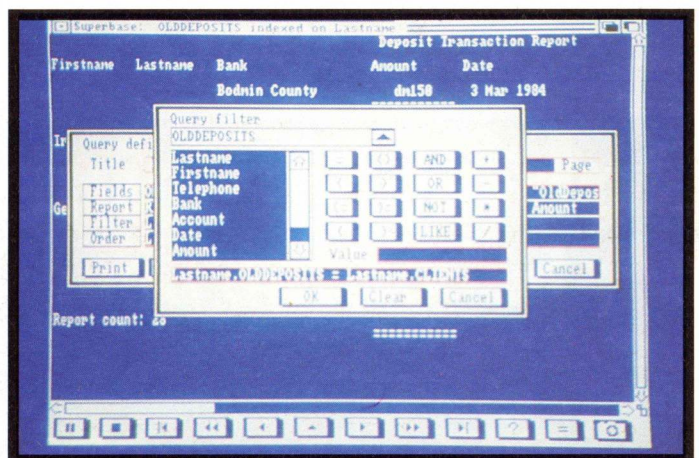 Superbase: OLDDEPOSITS indexed on Lastname
Deposit Transaction Report
Firstname Lastname Bank Amount Date
Bodmin County dm150 3 Mar 1984
===========
Query filter
OLDDEPOSITS
Query defi
Title
Page
Lastname
Firstname
Telephone
Bank
Account
Date
Amount
= () AND +
( ) OR -
NOT *
LIKE /
Value
Fields
"OldDepos
Report
Amount
Filter
Order
Lastname.OLDDEPOSITS = Lastname.CLIENTS
Print
Cancel
OK Clear Cancel
Report count:
===========
? =